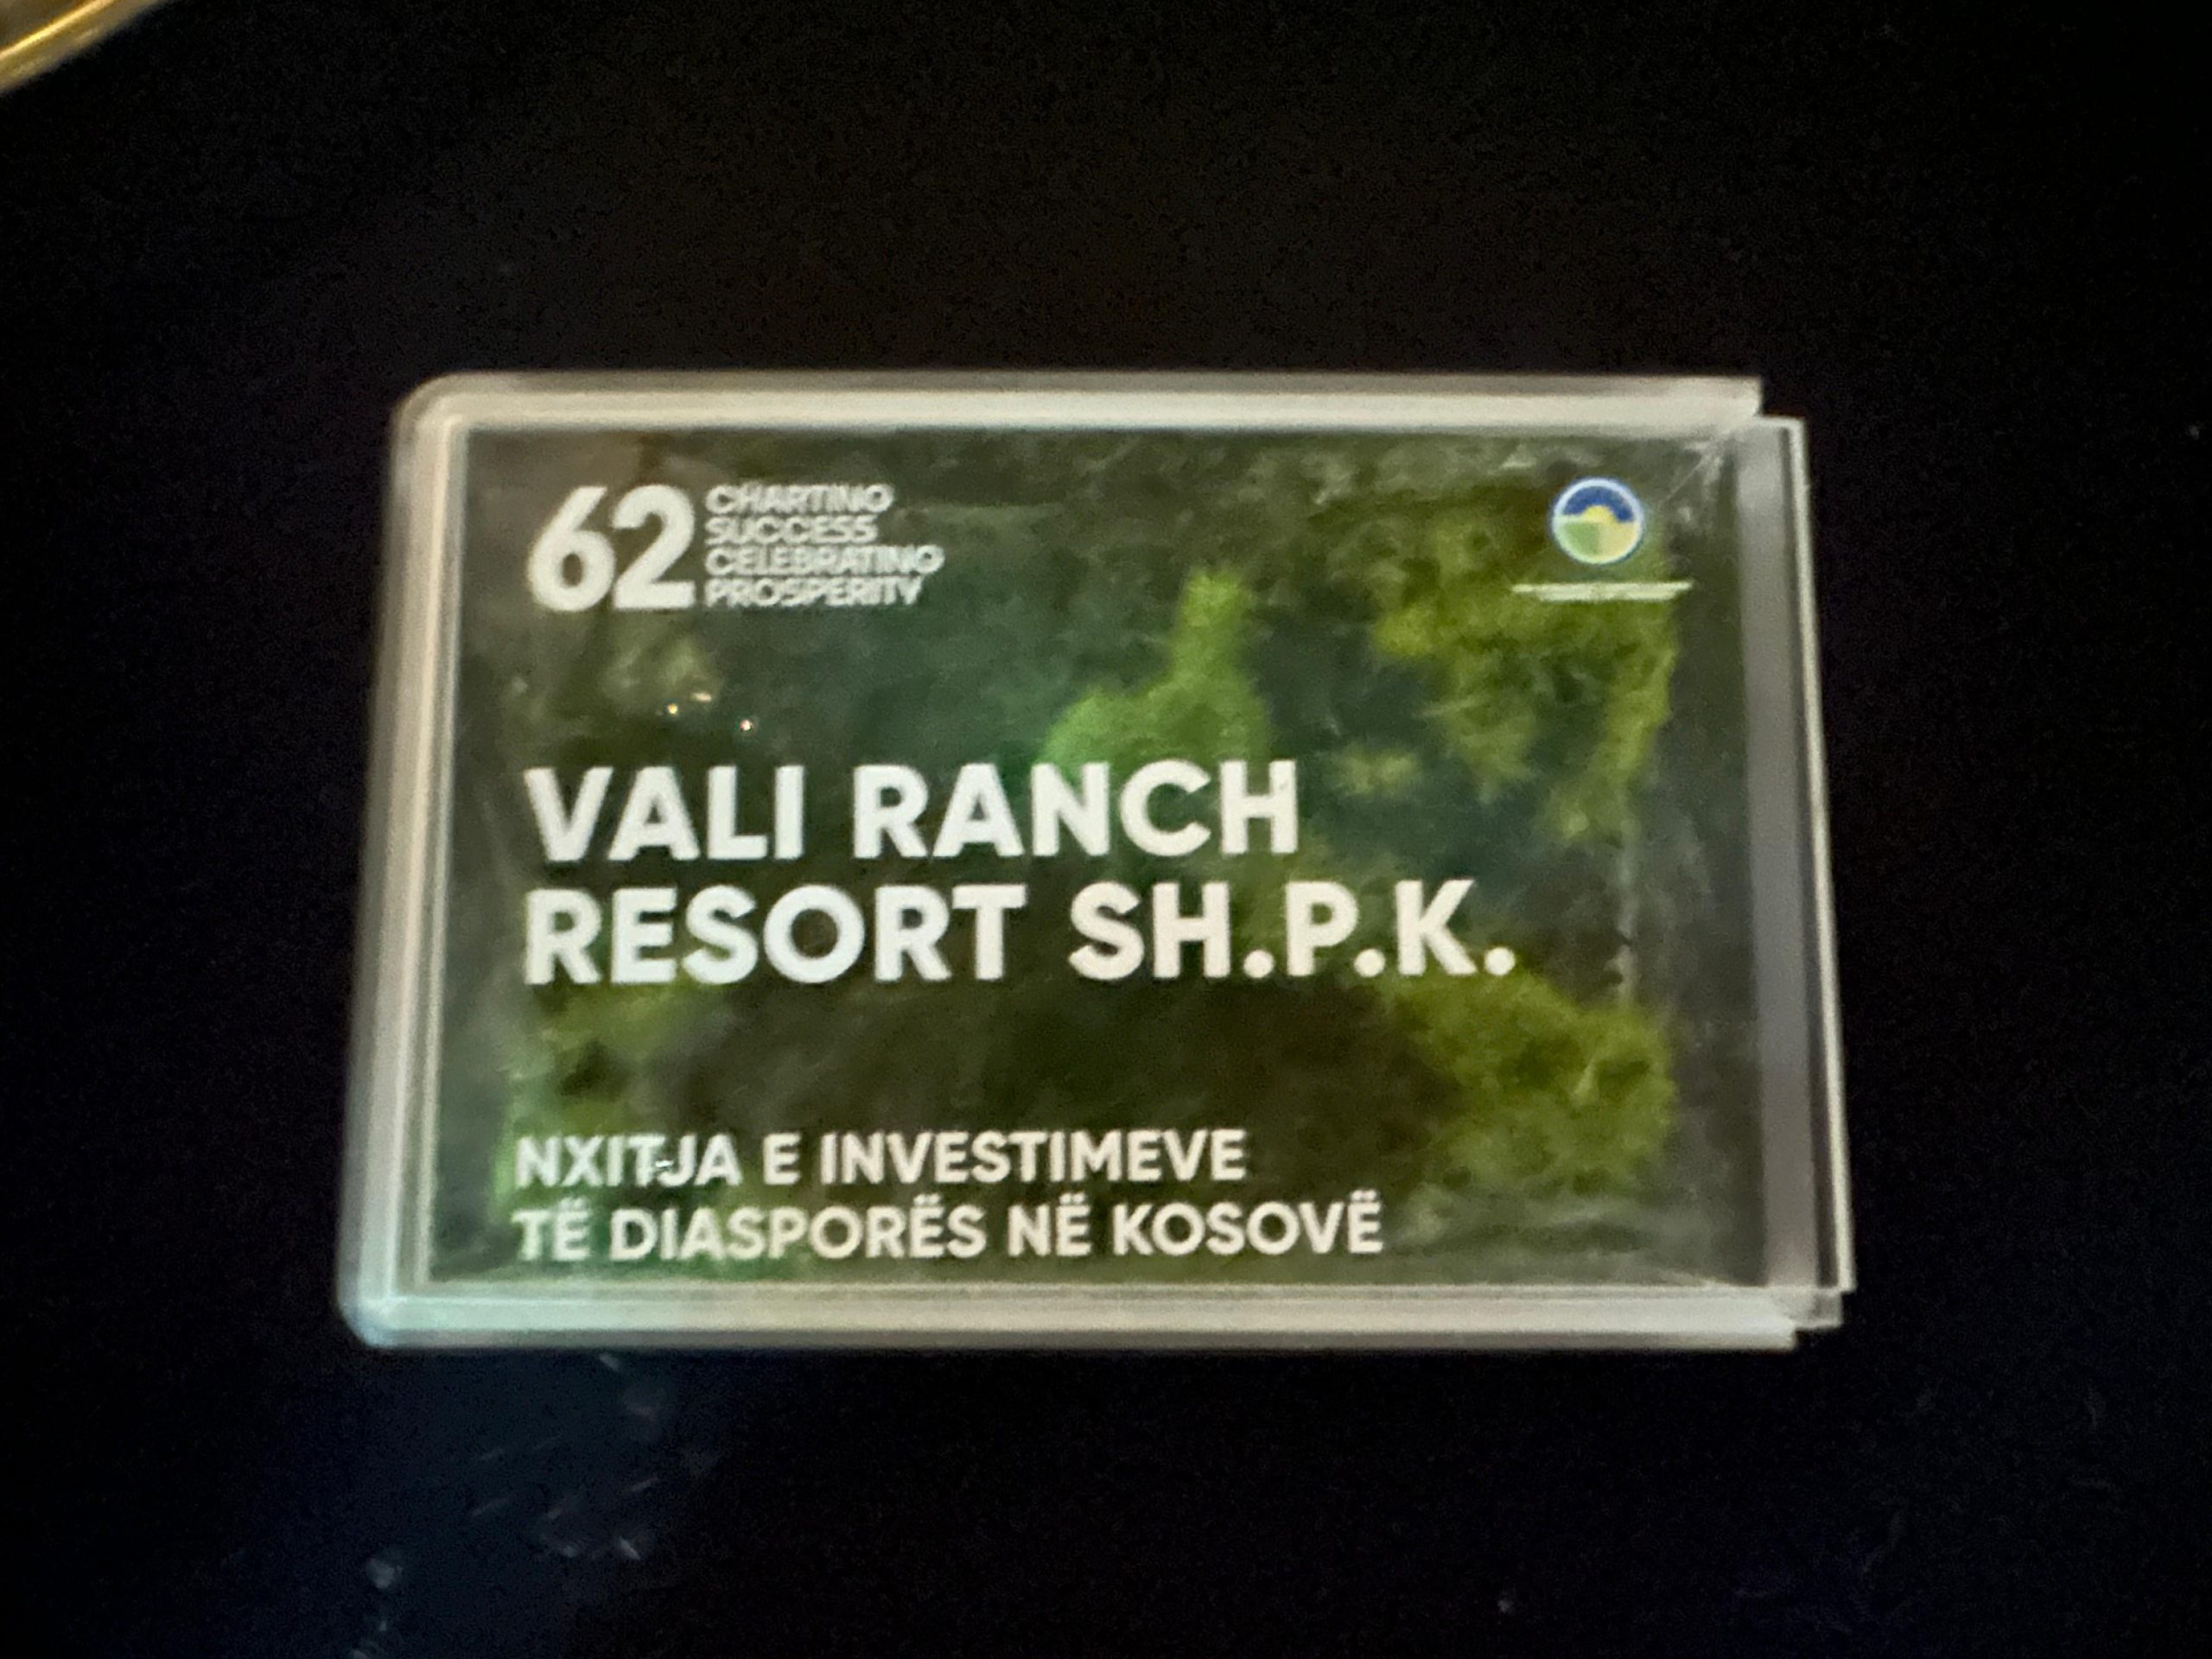 62
CHARTING
SUCCESS
CELEBRATING
PROSPERITY
VALI RANCH
RESORT SH.P.K.
NXITJA E INVESTIMEVE
TË DIASPORËS NË KOSOVË